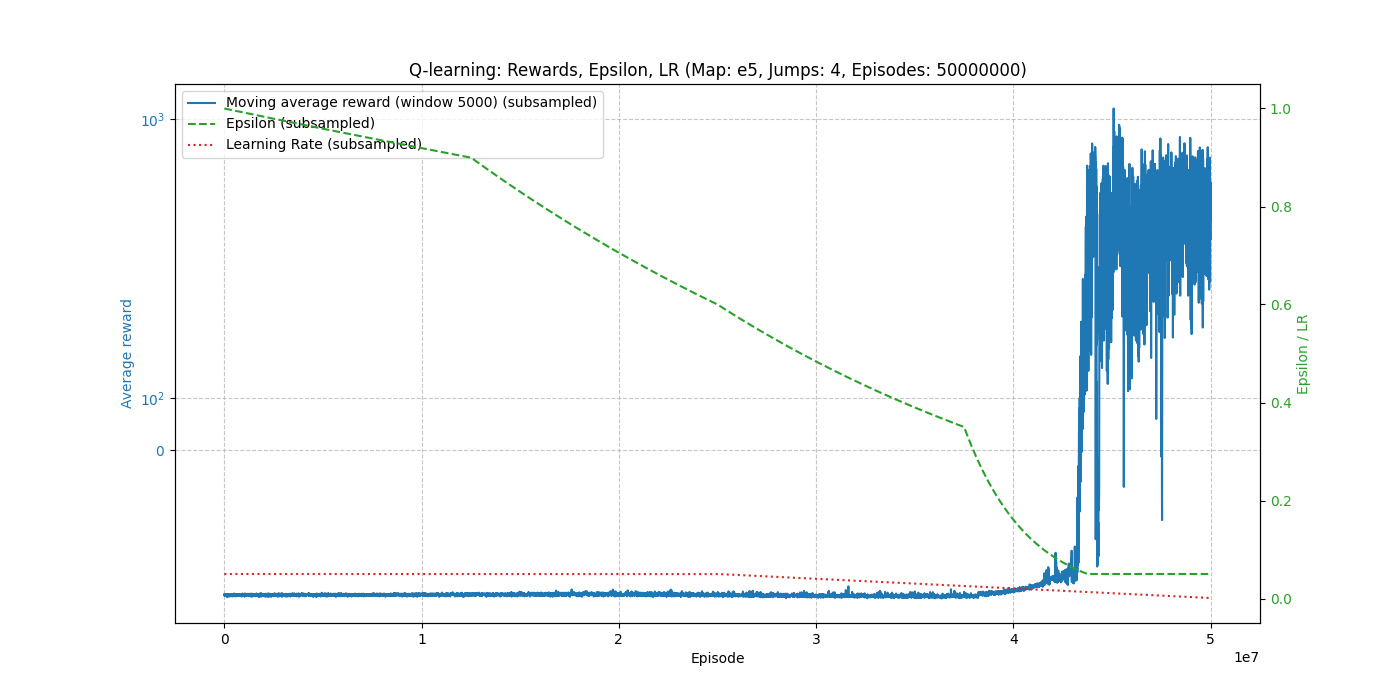 Q-learning: Rewards, Epsilon, LR (Map: e5, Jumps: 4, Episodes: 50000000)
Moving average reward (window 5000) (subsampled)
Epsilon (subsampled)
Learning Rate (subsampled)
10³
10²
0
Average reward
1.0
0.8
0.6
0.4
0.2
0.0
Epsilon / LR
0 1 2 3 4 5
1e7
Episode